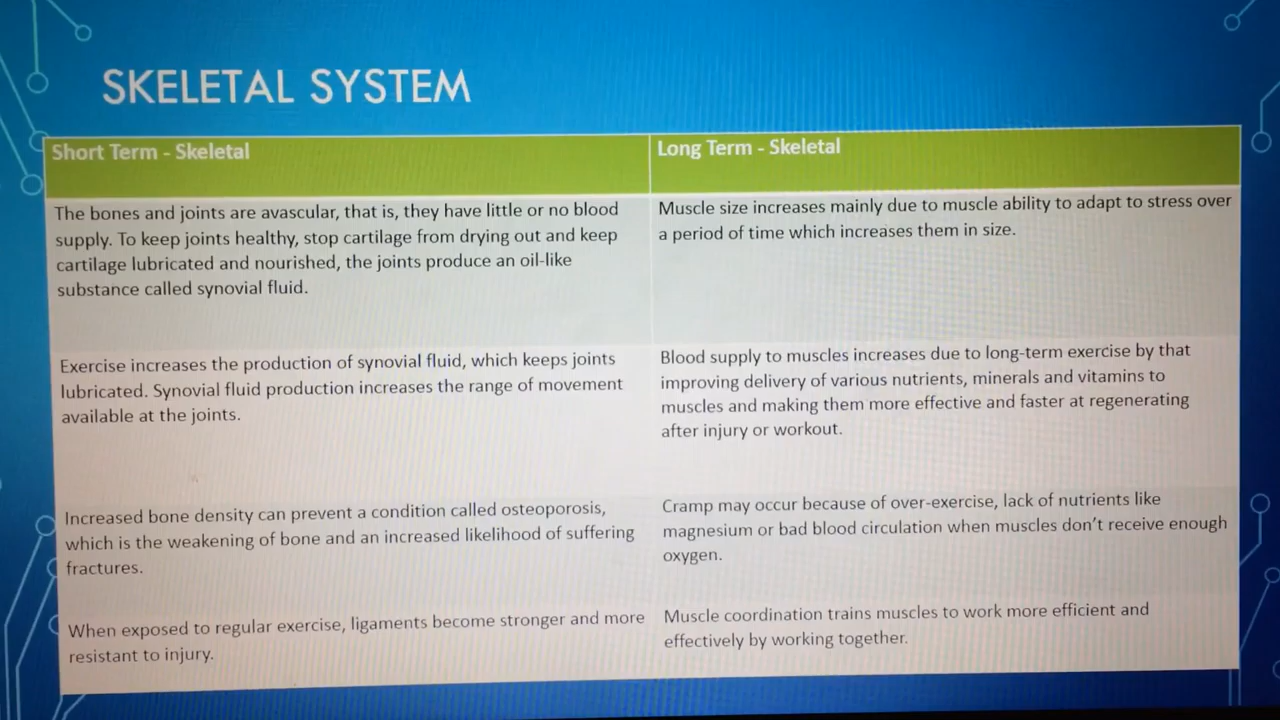 SKELETAL SYSTEM
Short Term - Skeletal
Long Term - Skeletal
The bones and joints are avascular, that is, they have little or no blood
supply. To keep joints healthy, stop cartilage from drying out and keep
cartilage lubricated and nourished, the joints produce an oil-like
substance called synovial fluid.
Muscle size increases mainly due to muscle ability to adapt to stress over
a period of time which increases them in size.
Exercise increases the production of synovial fluid, which keeps joints
lubricated. Synovial fluid production increases the range of movement
available at the joints.
Blood supply to muscles increases due to long-term exercise by that
improving delivery of various nutrients, minerals and vitamins to
muscles and making them more effective and faster at regenerating
after injury or workout.
Increased bone density can prevent a condition called osteoporosis,
which is the weakening of bone and an increased likelihood of suffering
fractures.
Cramp may occur because of over-exercise, lack of nutrients like
magnesium or bad blood circulation when muscles don't receive enough
oxygen.
When exposed to regular exercise, ligaments become stronger and more
resistant to injury.
Muscle coordination trains muscles to work more efficient and
effectively by working together.